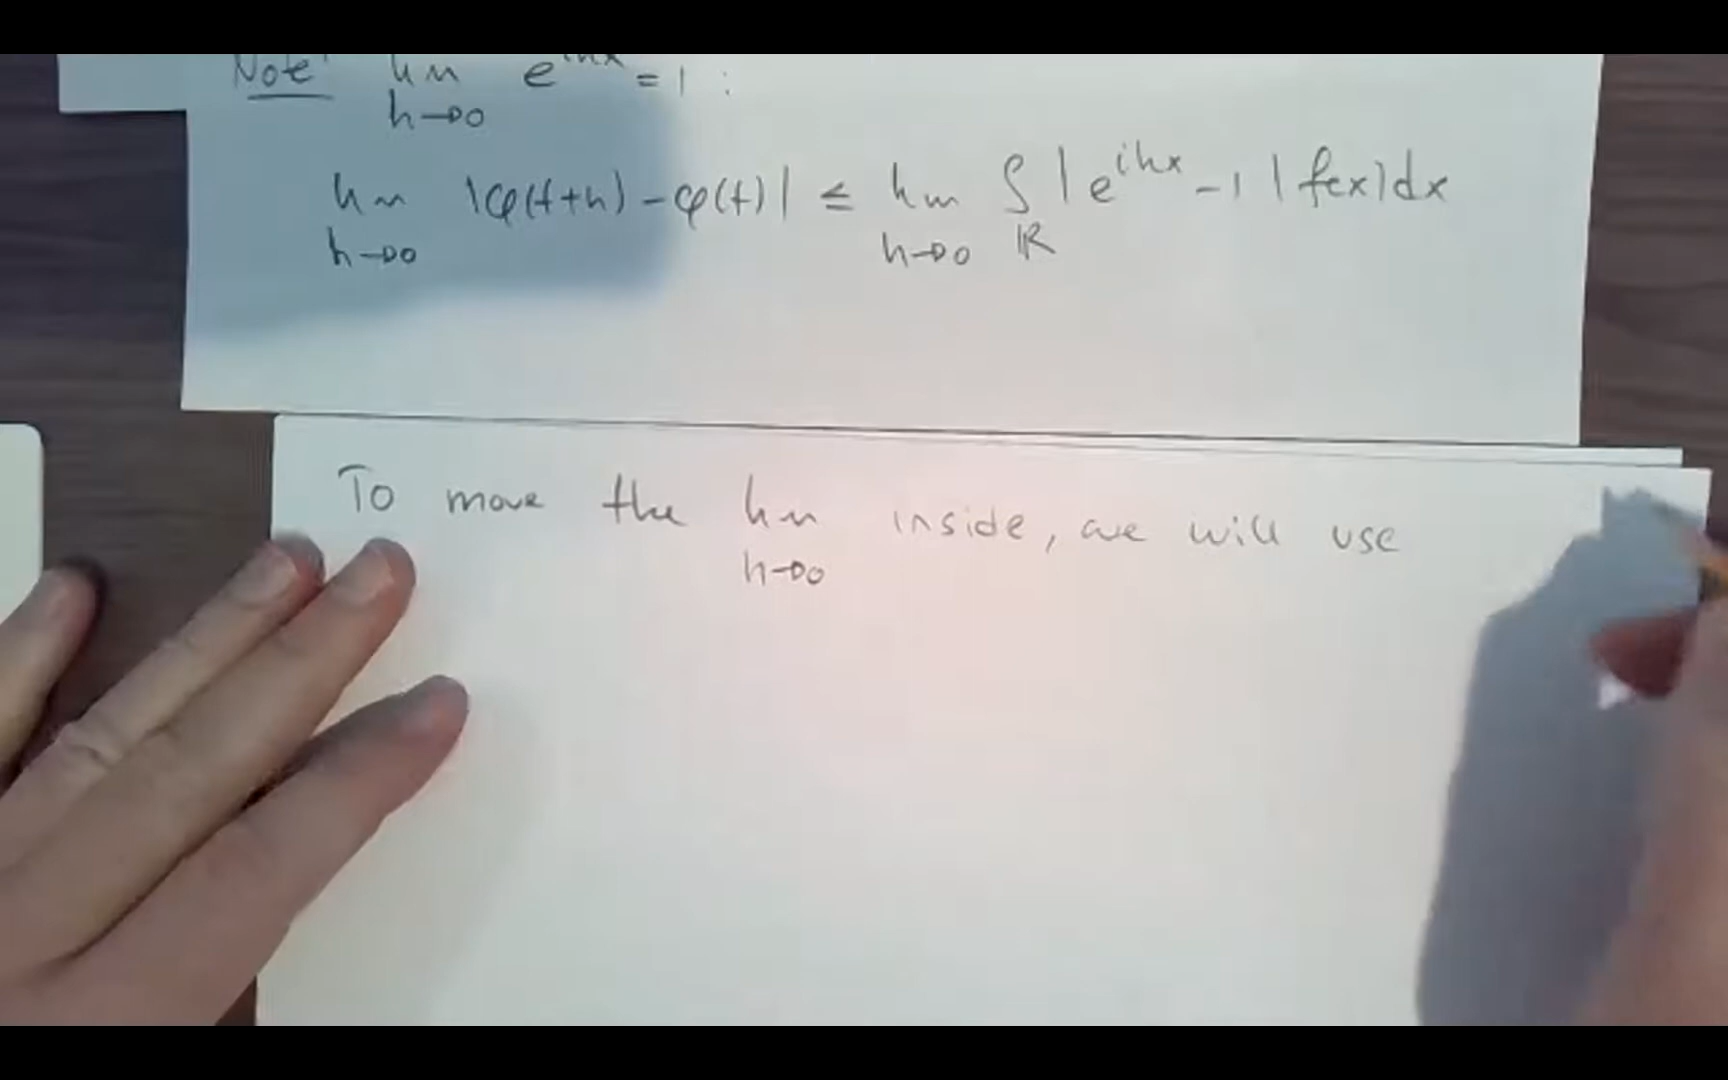 Note: lim e^{ihx} = 1 :
h→0
lim |φ(t+h) - φ(t)| ≤ lim ∫ |e^{ihx} - 1| f(x) dx
h→0 h→0 ℝ
To move the lim inside, we will use
h→0